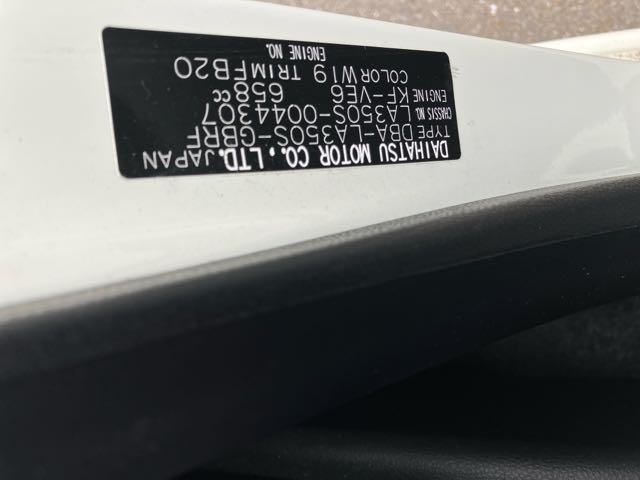 DAIHATSU MOTOR CO., LTD. JAPAN
TYPE DBA-LA350S-GBRF
CHASSIS NO. LA350S-0044307
ENGINE KF-VE6 658cc
COLOR W19 TRIM FB20
ENGINE NO.